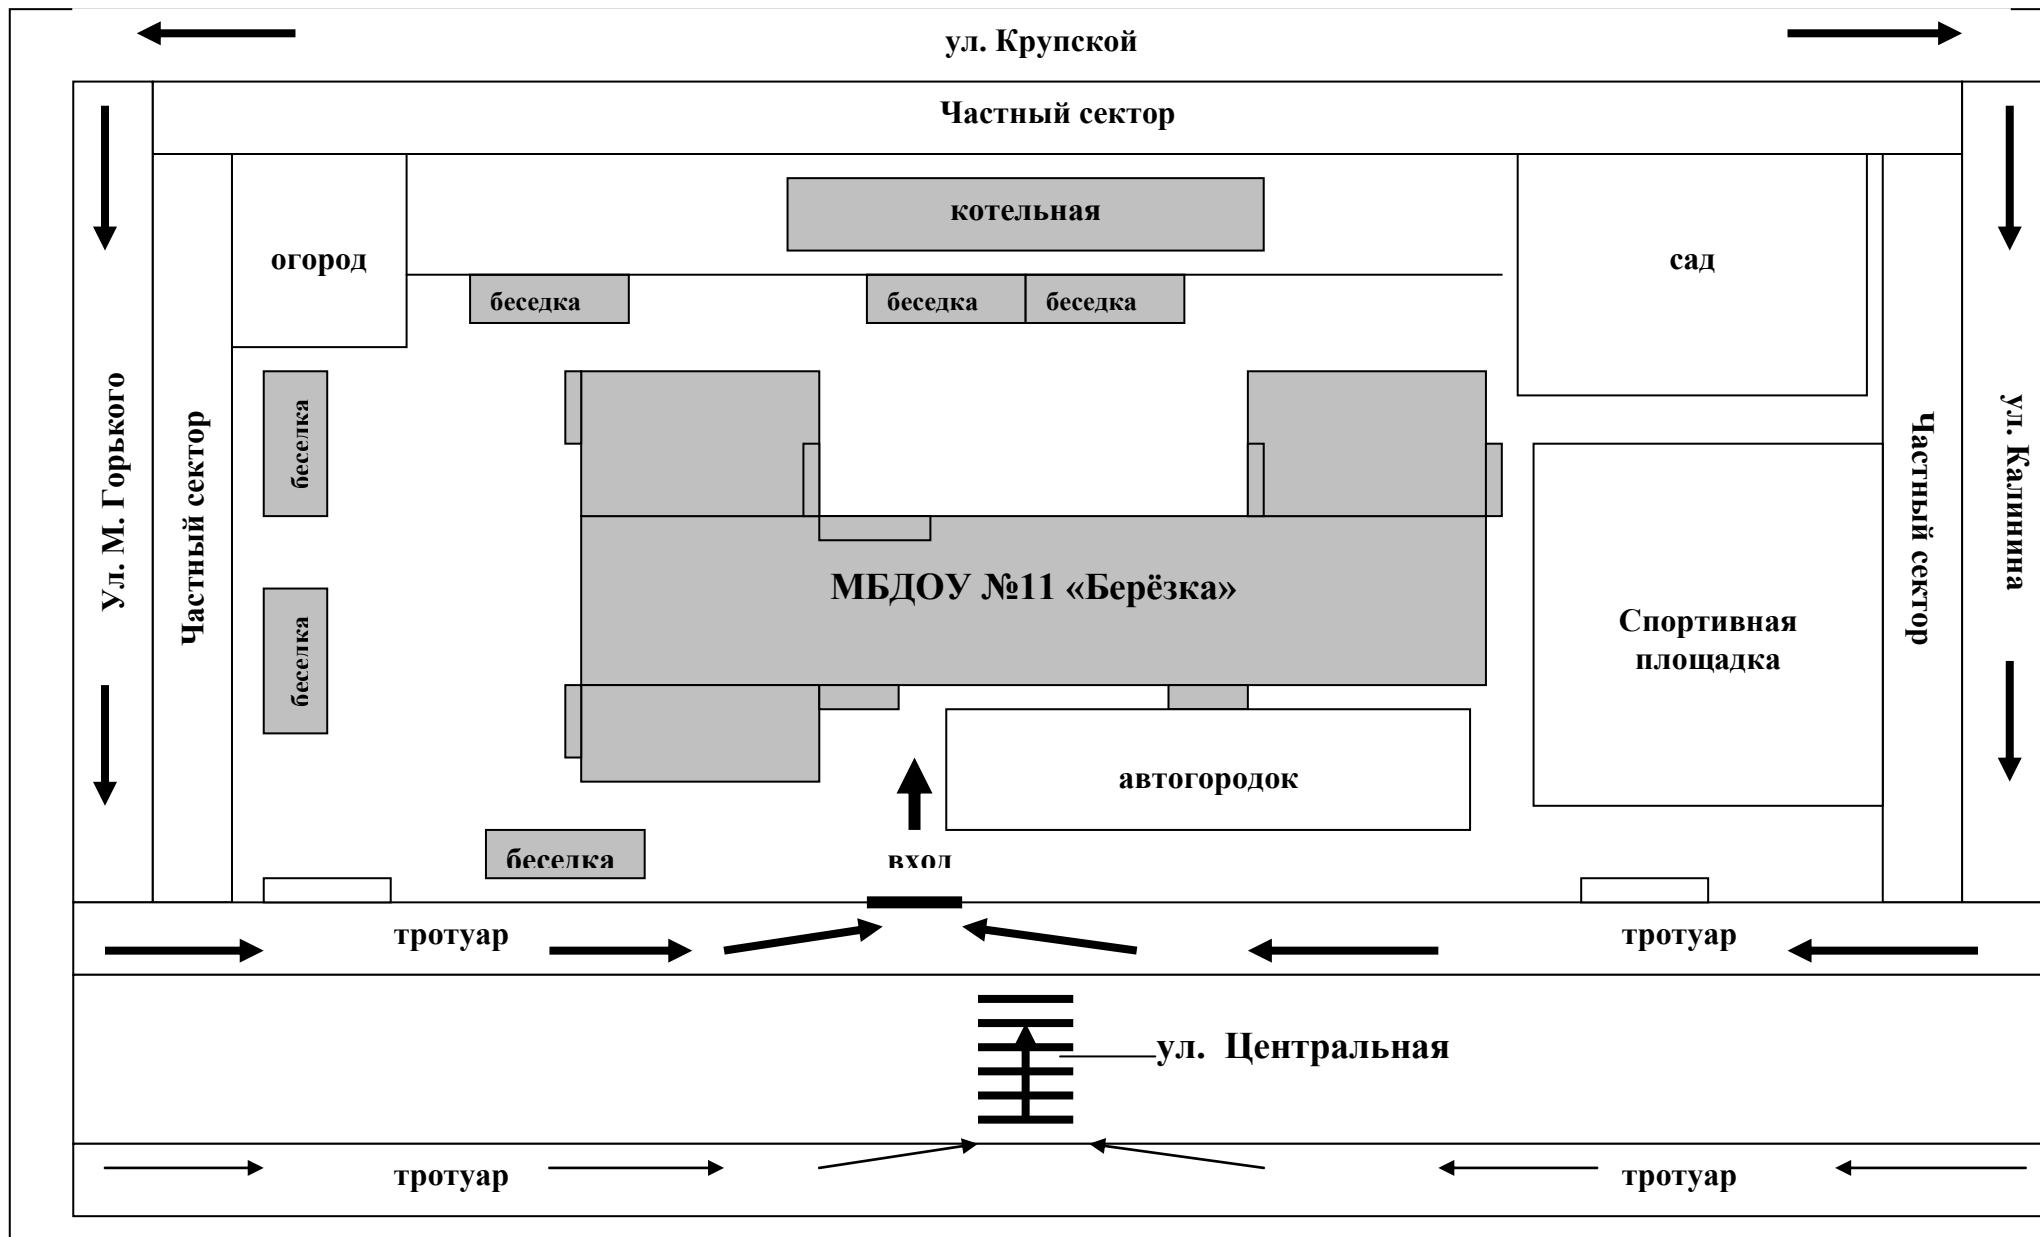 ул. Крупской
Частный сектор
котельная
огород
сад
беседка
беседка
беседка
Ул. М. Горького
Частный сектор
беседка
беседка
МБДОУ №11 «Берёзка»
Спортивная
площадка
Частный сектор
ул. Калинина
автогородок
беседка
вход
тротуар
тротуар
ул. Центральная
тротуар
тротуар